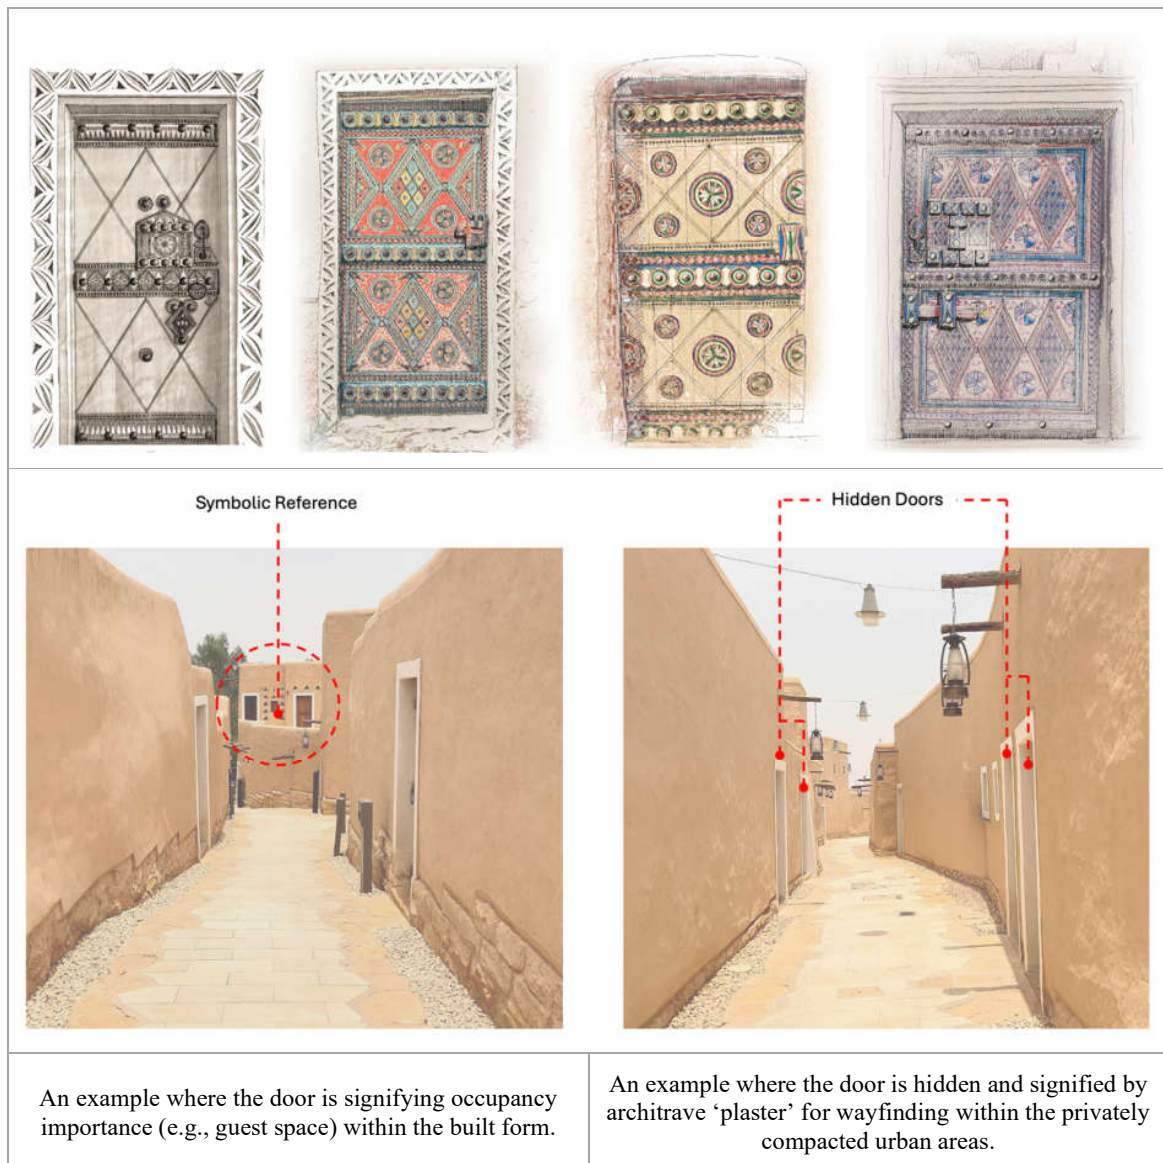 Symbolic Reference
Hidden Doors
An example where the door is signifying occupancy
importance (e.g., guest space) within the built form.
An example where the door is hidden and signified by
architrave ‘plaster’ for wayfinding within the privately
compacted urban areas.